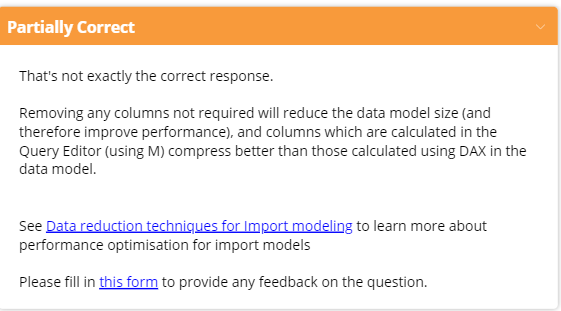 Partially Correct
That's not exactly the correct response.
Removing any columns not required will reduce the data model size (and
therefore improve performance), and columns which are calculated in the
Query Editor (using M) compress better than those calculated using DAX in the
data model.
See Data reduction techniques for Import modeling to learn more about
performance optimisation for import models
Please fill in this form to provide any feedback on the question.